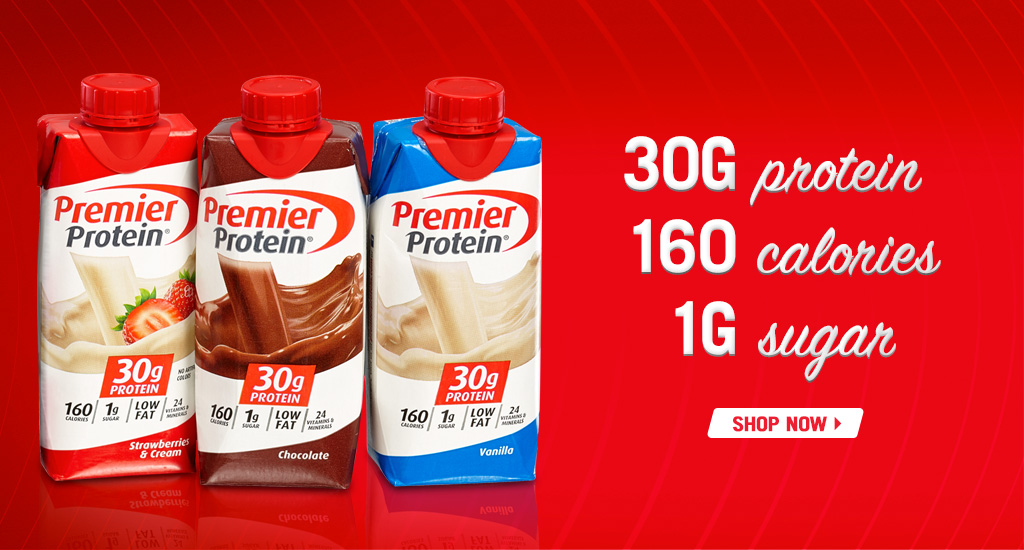 Premier
Protein®
30g
PROTEIN
160
CALORIES
1g
SUGAR
LOW
FAT
24
VITAMINS &
MINERALS
Strawberries
& Cream
Premier
Protein®
30g
PROTEIN
160
CALORIES
1g
SUGAR
LOW
FAT
24
VITAMINS &
MINERALS
Chocolate
Premier
Protein®
30g
PROTEIN
160
CALORIES
1g
SUGAR
LOW
FAT
24
VITAMINS &
MINERALS
Vanilla
30G protein
160 calories
1G sugar
SHOP NOW